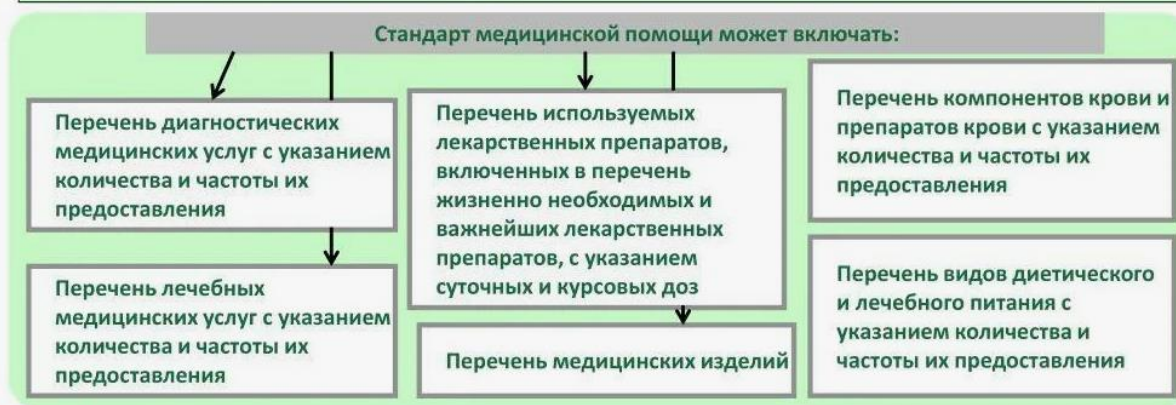 Стандарт медицинской помощи может включать:
Перечень диагностических
медицинских услуг с указанием
количества и частоты их
предоставления
Перечень лечебных
медицинских услуг с указанием
количества и частоты их
предоставления
Перечень используемых
лекарственных препаратов,
включенных в перечень
жизненно необходимых и
важнейших лекарственных
препаратов, с указанием
суточных и курсовых доз
Перечень медицинских изделий
Перечень компонентов крови и
препаратов крови с указанием
количества и частоты их
предоставления
Перечень видов диетического
и лечебного питания с
указанием количества и
частоты их предоставления